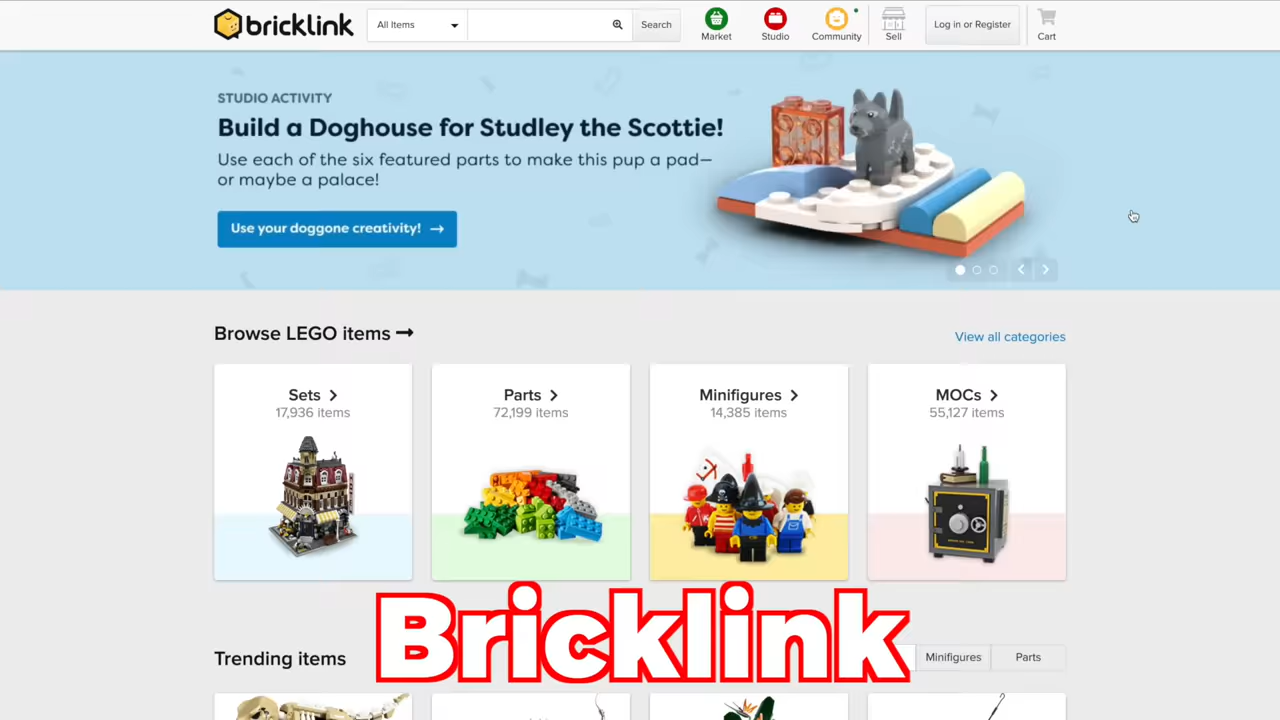 bricklink
All Items
Search
Market
Studio
Community
Sell
Log in or Register
Cart
STUDIO ACTIVITY
Build a Doghouse for Studley the Scottie!
Use each of the six featured parts to make this pup a pad—
or maybe a palace!
Use your doggone creativity! →
Browse LEGO items →
View all categories
Sets >
17,936 items
Parts >
72,199 items
Minifigures >
14,385 items
MOCs >
55,127 items
Bricklink
Trending items
Minifigures
Parts